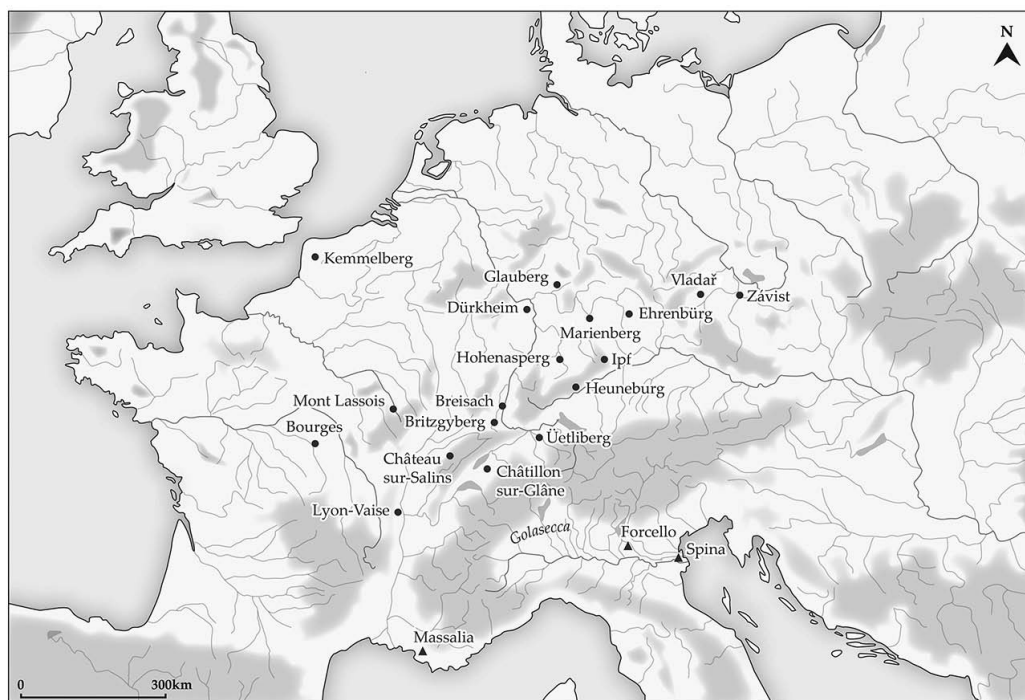 N
Kemmelberg
Glauberg
Vladař
Závist
Dürkheim
Ehrenbürg
Marienberg
Hohenasperg
Ipf
Heuneburg
Mont Lassois
Breisach
Britzgyberg
Bourges
Üetliberg
Château
sur-Salins
Châtillon
sur-Glâne
Lyon-Vaise
Golasecca
Forcello
Spina
Massalia
0
300km